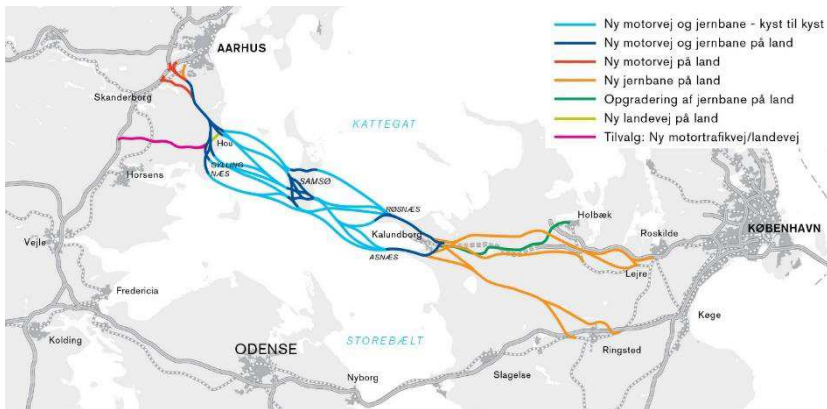 Ny motorvej og jernbane - kyst til kyst
Ny motorvej og jernbane på land
Ny motorvej på land
Ny jernbane på land
Opgradering af jernbane på land
Ny landevej på land
Tilvalg: Ny motortrafikvej/landevej
AARHUS
Skanderborg
KATTEGAT
Hou
GYLLING
NÆS
Horsens
SAMSØ
RØSNÆS
Holbæk
Kalundborg
Roskilde
KØBENHAVN
Vejle
ASNÆS
Lejre
Fredericia
Køge
STOREBÆLT
Kolding
ODENSE
Ringsted
Slagelse
Nyborg